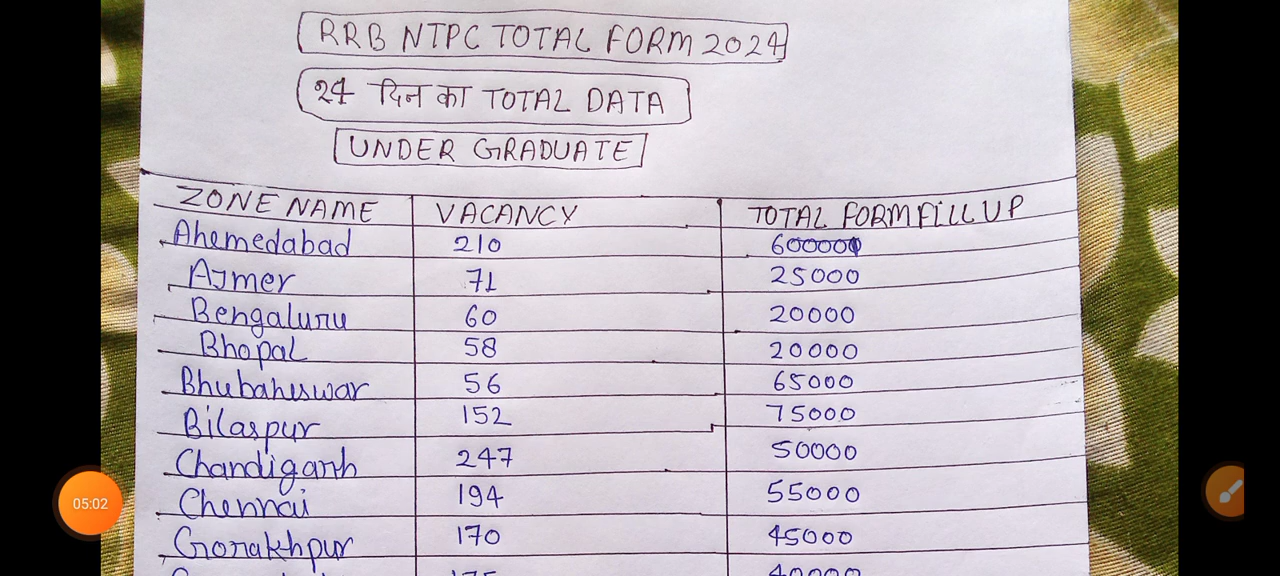 RRB NTPC TOTAL FORM 2024
24 दिन का TOTAL DATA
UNDER GRADUATE
ZONE NAME VACANCY TOTAL FORM FILL UP
Ahemedabad 210
Ajmer 71 25000
Bengaluru 60 20000
Bhopal 58 20000
Bhubaheswar 56 65000
Bilaspur 152 75000
Chandigarh 247 50000
Chennai 194 55000
Gorakhpur 170 45000
175 40000
05:02